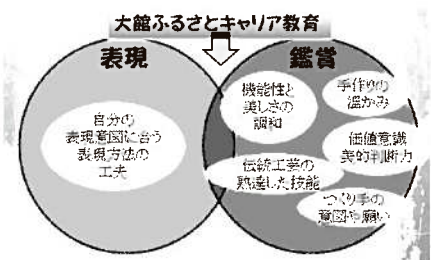 大館ふるさとキャリア教育
表現
鑑賞
自分の
表現意図に合う
表現方法の
工夫
機能性と
美しさの
調和
手作りの
温かみ
価値意識
美的判断力
伝統工芸の
熟達した技能
つくり手の
意図や願い